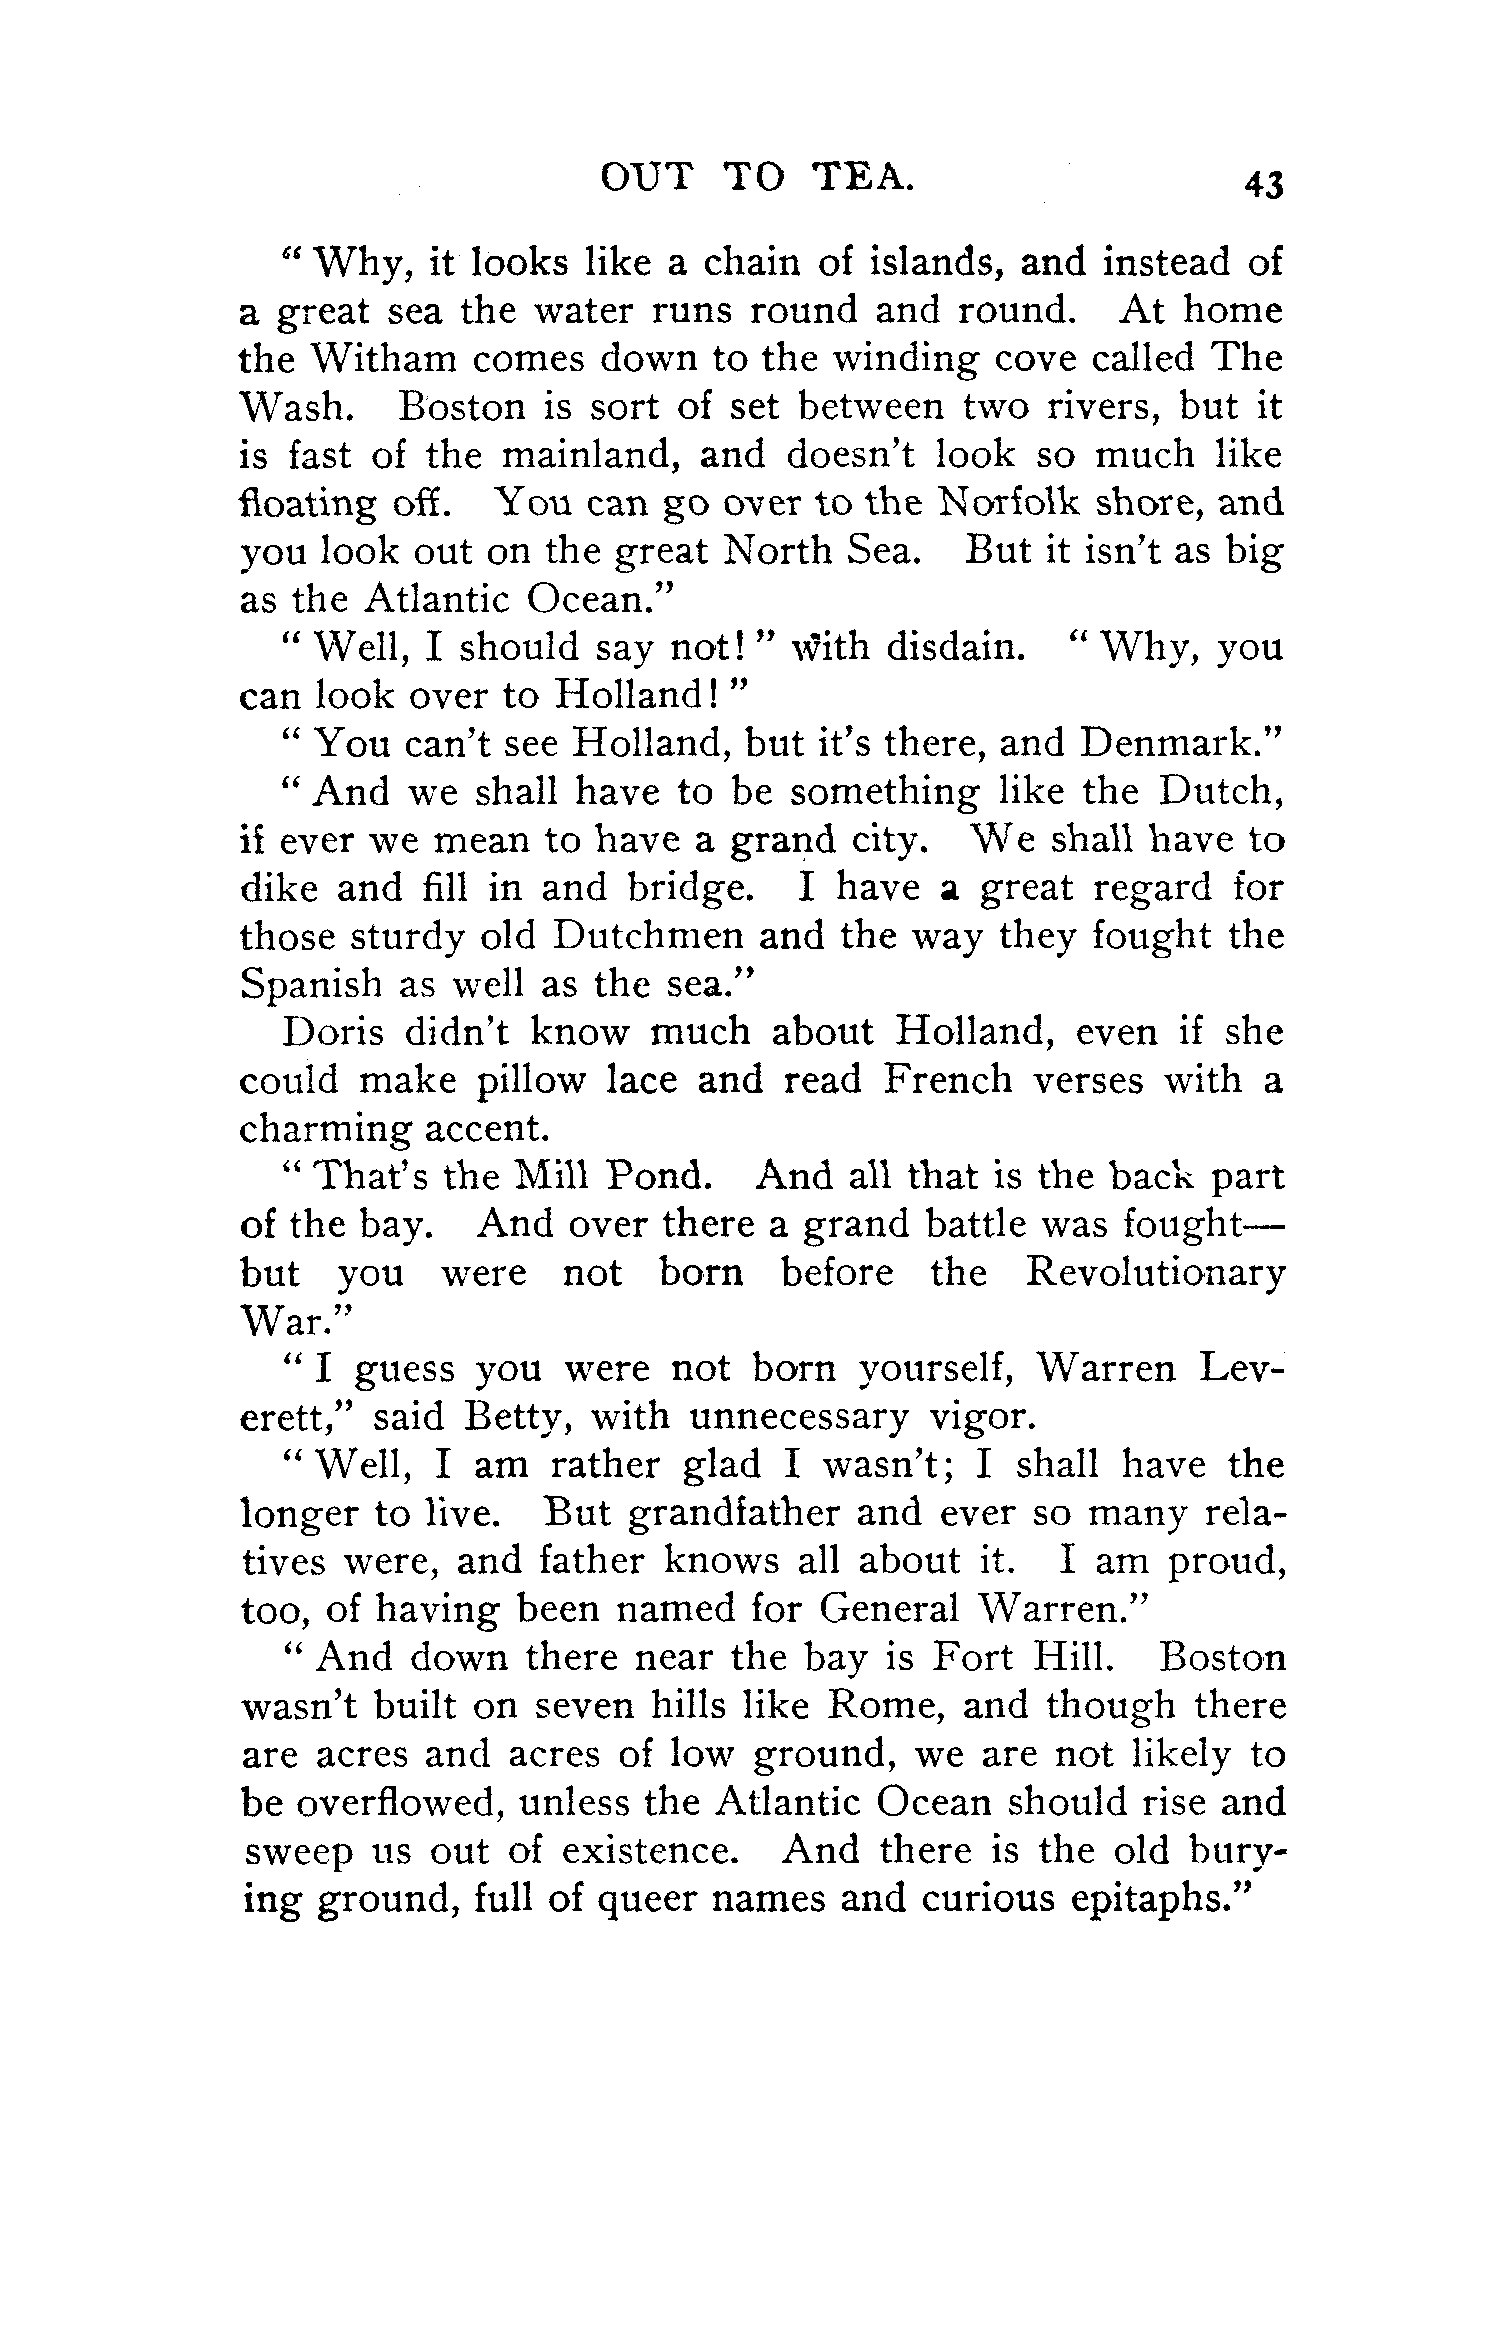 OUT TO TEA. 43
" Why, it looks like a chain of islands, and instead of
a great sea the water runs round and round. At home
the Witham comes down to the winding cove called The
Wash. Boston is sort of set between two rivers, but it
is fast of the mainland, and doesn't look so much like
floating off. You can go over to the Norfolk shore, and
you look out on the great North Sea. But it isn't as big
as the Atlantic Ocean."
" Well, I should say not! " with disdain. " Why, you
can look over to Holland! "
" You can't see Holland, but it's there, and Denmark."
" And we shall have to be something like the Dutch,
if ever we mean to have a grand city. We shall have to
dike and fill in and bridge. I have a great regard for
those sturdy old Dutchmen and the way they fought the
Spanish as well as the sea."
Doris didn't know much about Holland, even if she
could make pillow lace and read French verses with a
charming accent.
" That's the Mill Pond. And all that is the back part
of the bay. And over there a grand battle was fought—
but you were not born before the Revolutionary
War."
" I guess you were not born yourself, Warren Lev-
erett," said Betty, with unnecessary vigor.
" Well, I am rather glad I wasn't; I shall have the
longer to live. But grandfather and ever so many rela-
tives were, and father knows all about it. I am proud,
too, of having been named for General Warren."
" And down there near the bay is Fort Hill. Boston
wasn't built on seven hills like Rome, and though there
are acres and acres of low ground, we are not likely to
be overflowed, unless the Atlantic Ocean should rise and
sweep us out of existence. And there is the old bury-
ing ground, full of queer names and curious epitaphs."